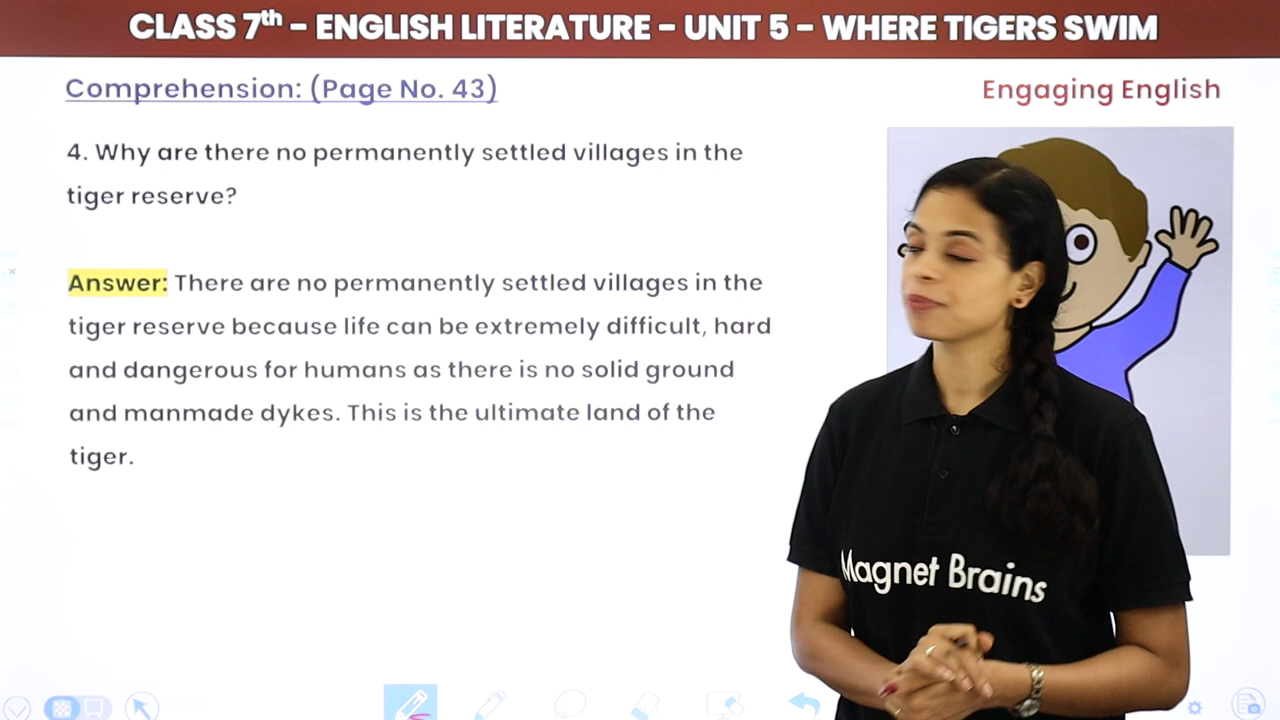 CLASS 7th – ENGLISH LITERATURE – UNIT 5 – WHERE TIGERS SWIM
Comprehension: (Page No. 43)
Engaging English
4. Why are there no permanently settled villages in the
tiger reserve?
Answer: There are no permanently settled villages in the
tiger reserve because life can be extremely difficult, hard
and dangerous for humans as there is no solid ground
and manmade dykes. This is the ultimate land of the
tiger.
Magnet Brains